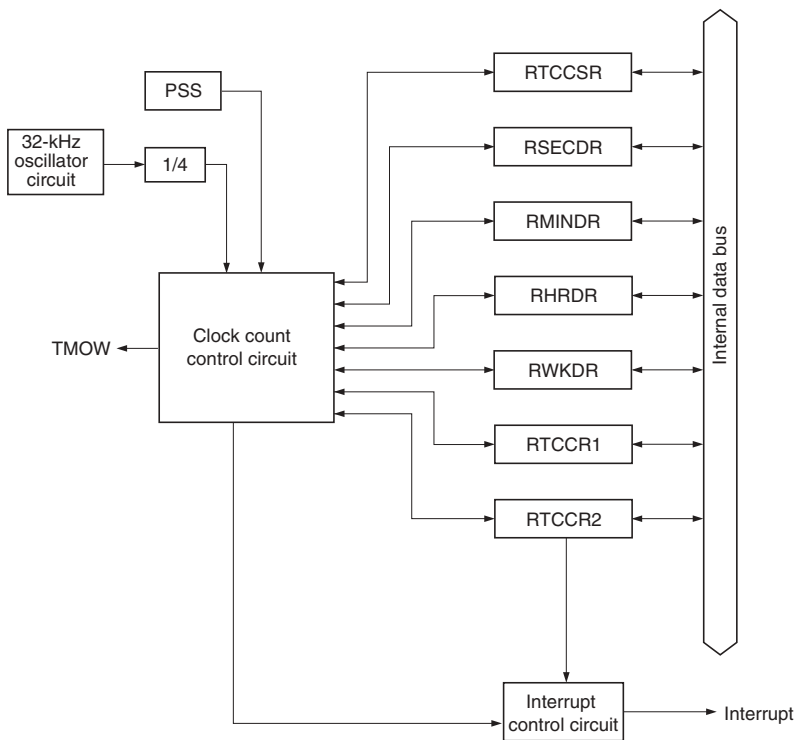 PSS
32-kHz
oscillator
circuit
1/4
Clock count
control circuit
TMOW
RTCCSR
RSECDR
RMINDR
RHRDR
RWKDR
RTCCR1
RTCCR2
Internal data bus
Interrupt
control circuit
Interrupt